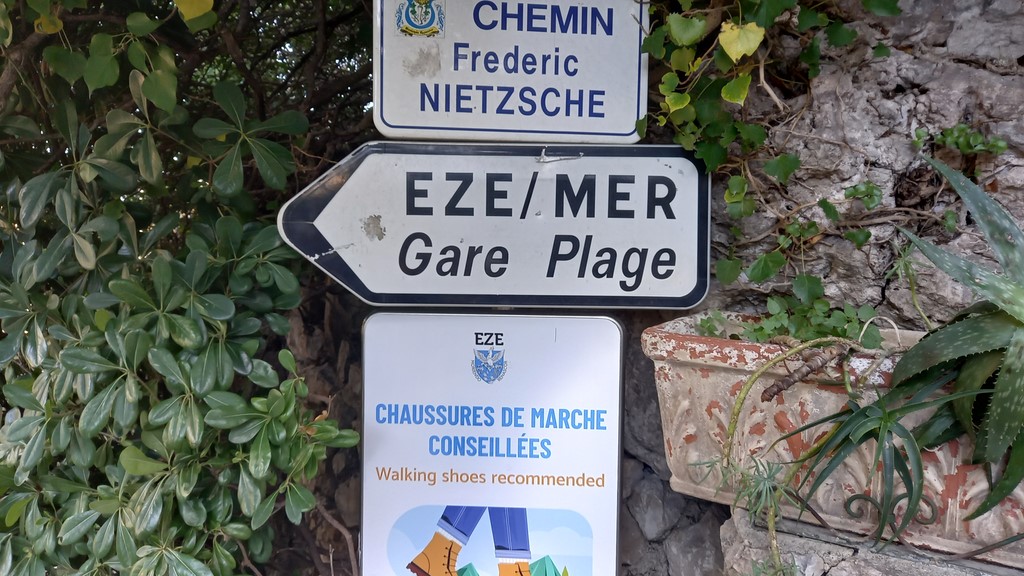 CHEMIN
Frederic
NIETZSCHE
EZE/MER
Gare Plage
EZE
CHAUSSURES DE MARCHE
CONSEILLÉES
Walking shoes recommended